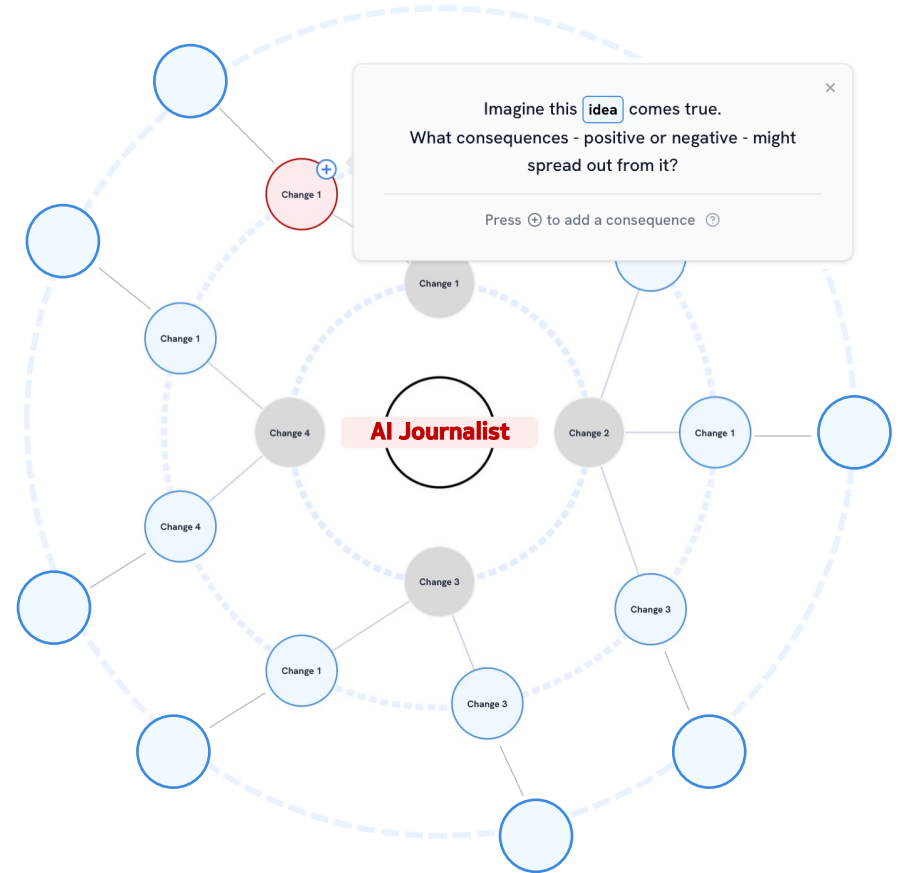 Imagine this idea comes true.
What consequences - positive or negative - might
spread out from it?
Press + to add a consequence ?
Change 1
Change 1
Change 1
Change 4
AI Journalist
Change 2
Change 1
Change 4
Change 3
Change 3
Change 1
Change 3